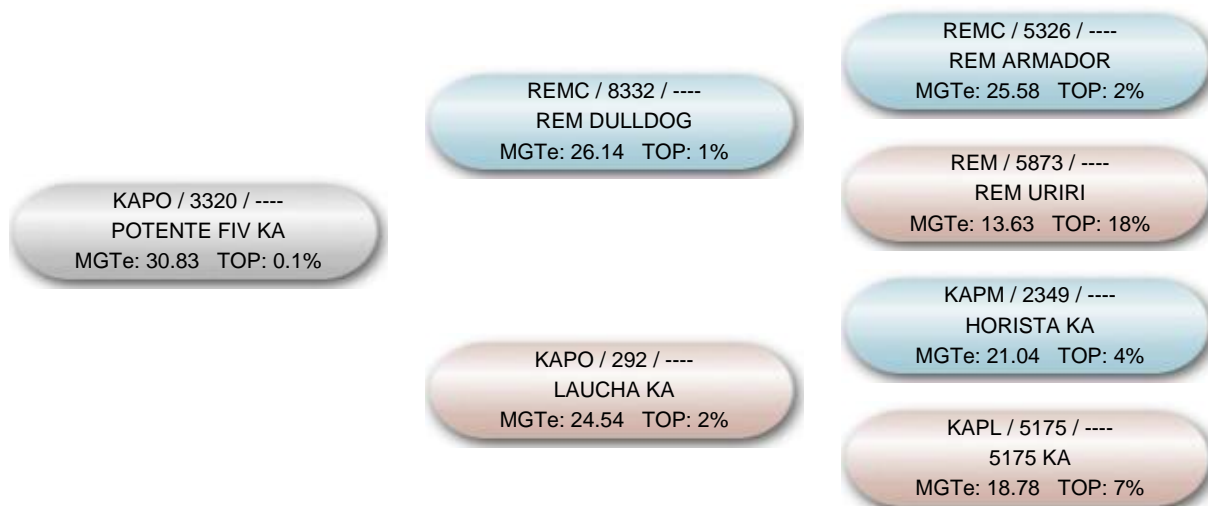 KAPO / 3320 / ----
POTENTE FIV KA
MGTe: 30.83 TOP: 0.1%
REMC / 8332 / ----
REM DULLDOG
MGTe: 26.14 TOP: 1%
KAPO / 292 / ----
LAUCHA KA
MGTe: 24.54 TOP: 2%
REMC / 5326 / ----
REM ARMADOR
MGTe: 25.58 TOP: 2%
REM / 5873 / ----
REM URIRI
MGTe: 13.63 TOP: 18%
KAPM / 2349 / ----
HORISTA KA
MGTe: 21.04 TOP: 4%
KAPL / 5175 / ----
5175 KA
MGTe: 18.78 TOP: 7%